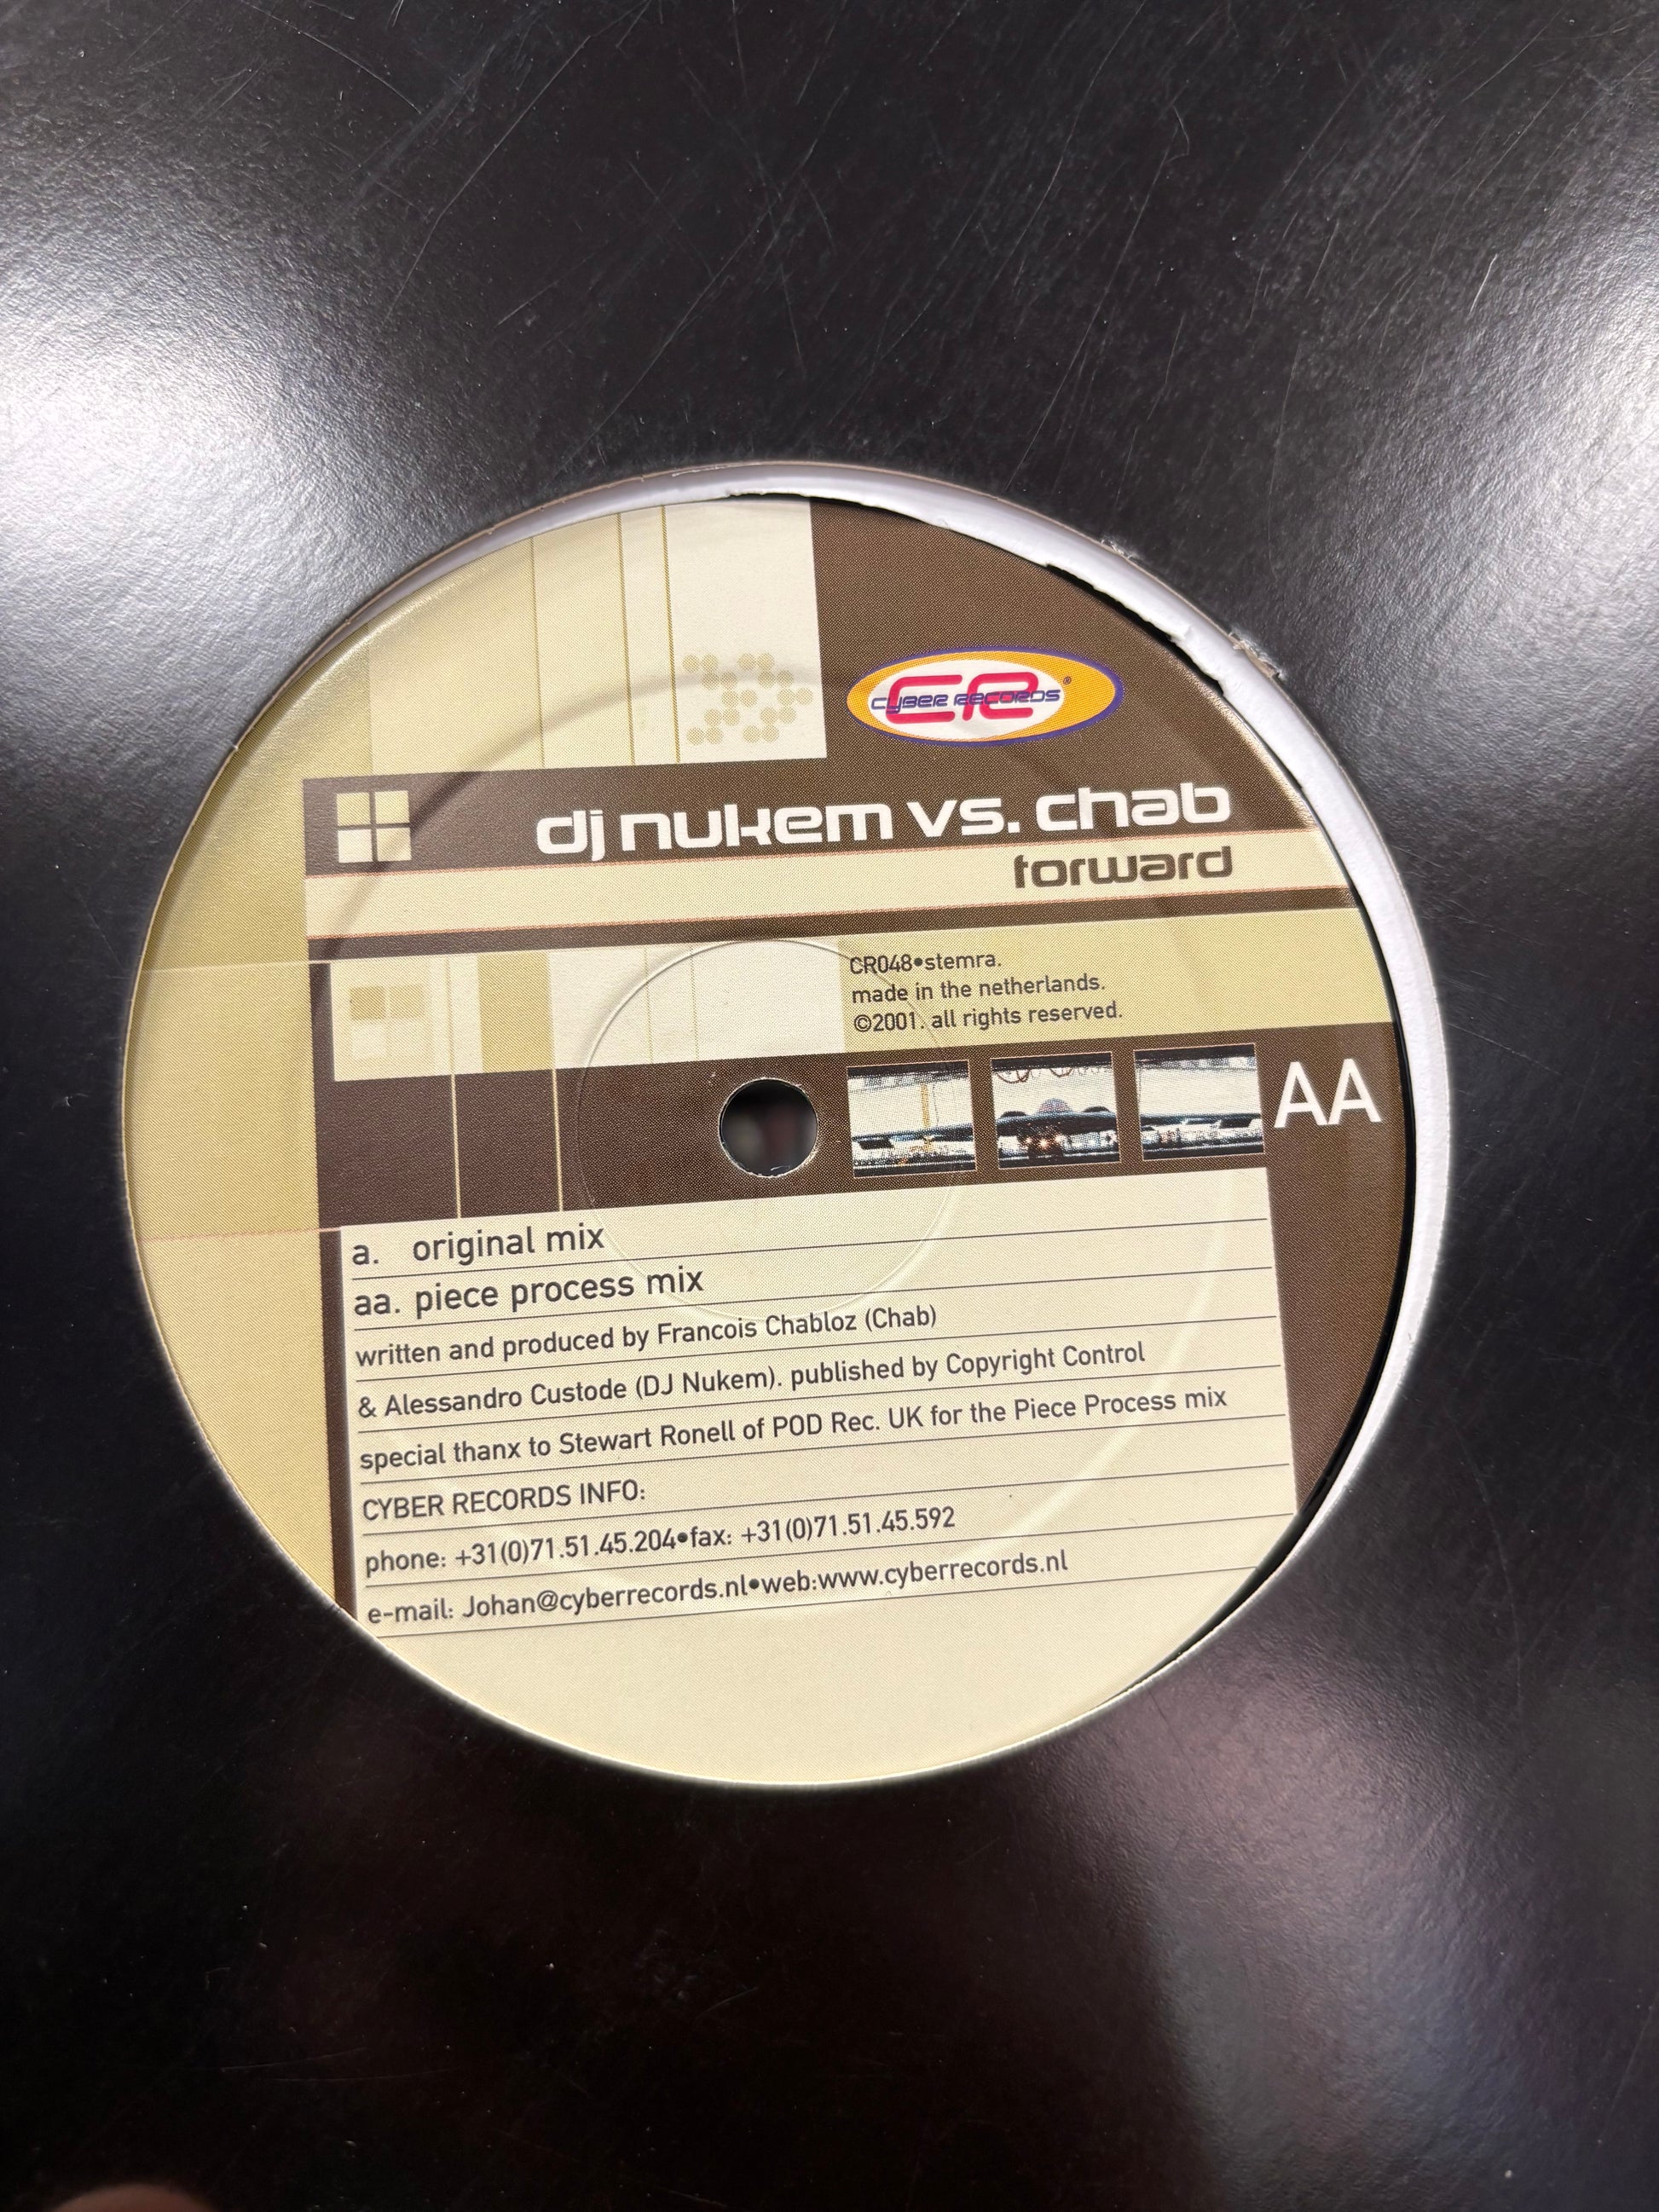 CR
CYBER RECORDS®
dj nukem vs. chab
forward
CR048•stemra.
made in the netherlands.
©2001. all rights reserved.
AA
a. original mix
aa. piece process mix
written and produced by Francois Chabloz (Chab)
& Alessandro Custode (DJ Nukem). published by Copyright Control
special thanx to Stewart Ronell of POD Rec. UK for the Piece Process mix
CYBER RECORDS INFO:
phone: +31(0)71.51.45.204•fax: +31(0)71.51.45.592
e-mail: Johan@cyberrecords.nl•web:www.cyberrecords.nl